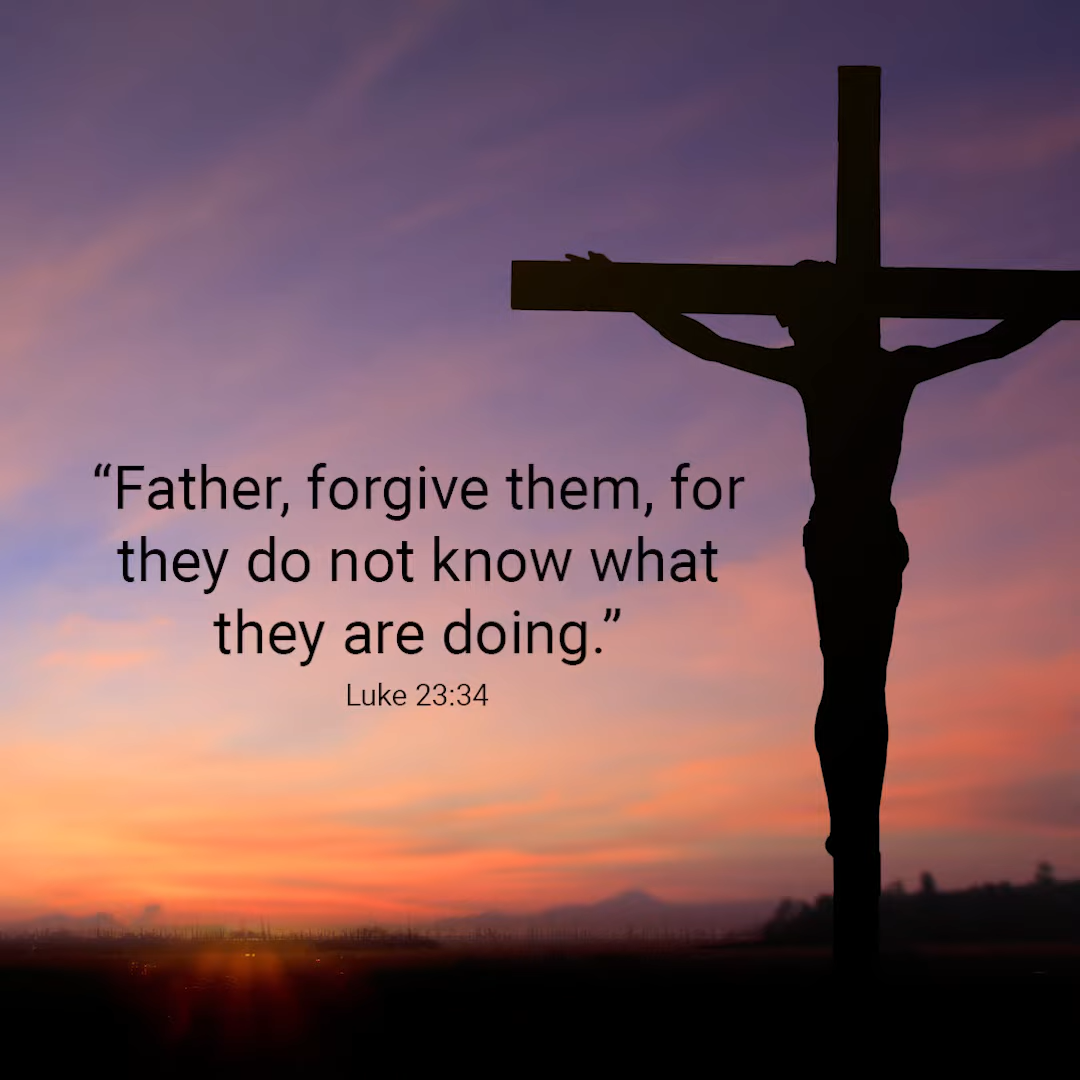 “Father, forgive them, for
they do not know what
they are doing.”
Luke 23:34